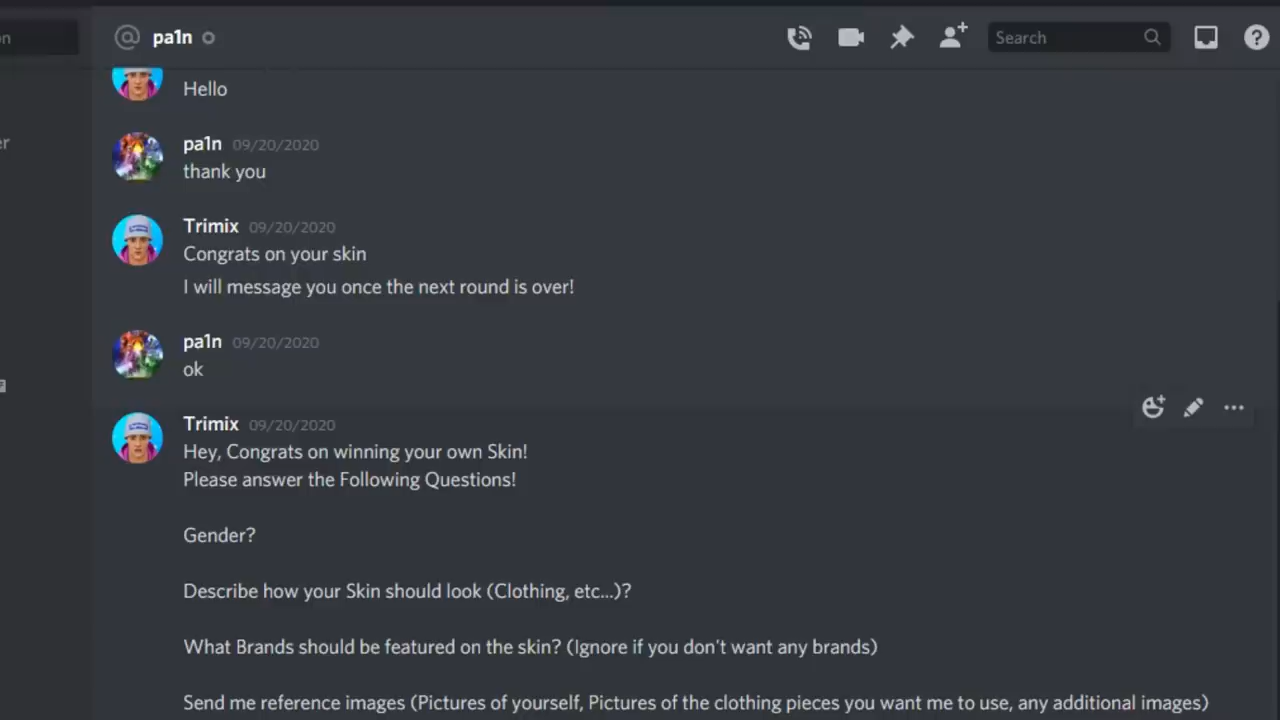 on
@ pa1n
Search
er
Hello
pa1n 09/20/2020
thank you
Trimix 09/20/2020
Congrats on your skin
I will message you once the next round is over!
pa1n 09/20/2020
ok
Trimix 09/20/2020
Hey, Congrats on winning your own Skin!
Please answer the Following Questions!
Gender?
Describe how your Skin should look (Clothing, etc...)?
What Brands should be featured on the skin? (Ignore if you don't want any brands)
Send me reference images (Pictures of yourself, Pictures of the clothing pieces you want me to use, any additional images)